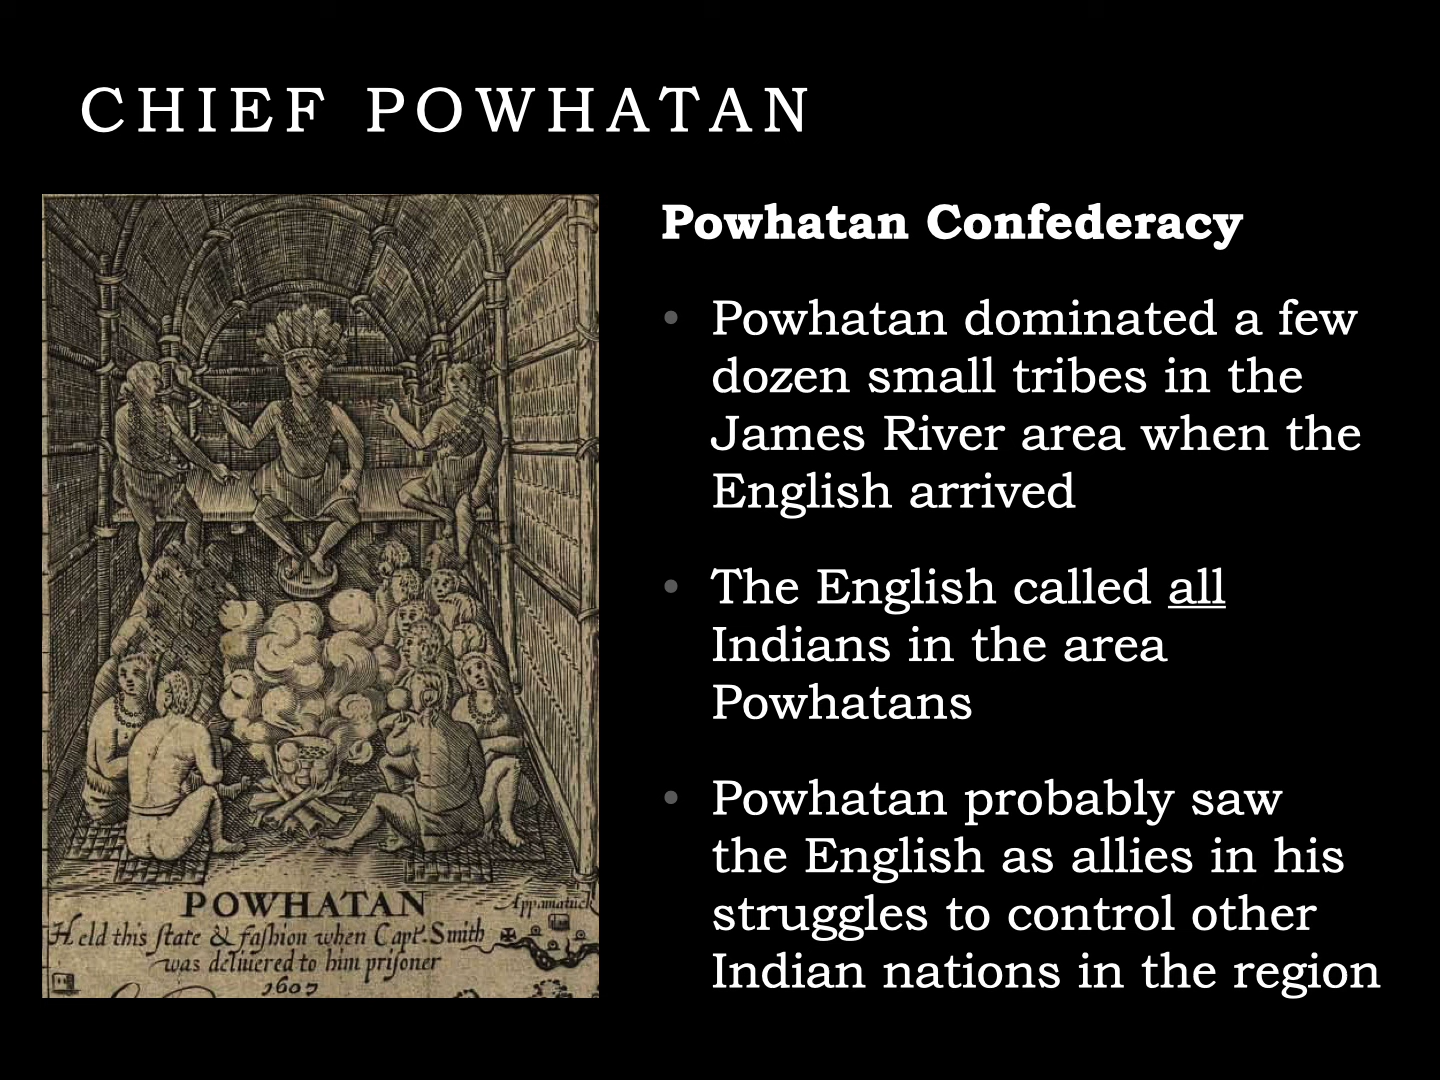 CHIEF POWHATAN
Powhatan Confederacy
• Powhatan dominated a few
dozen small tribes in the
James River area when the
English arrived
• The English called all
Indians in the area
Powhatans
• Powhatan probably saw
the English as allies in his
struggles to control other
Indian nations in the region
POWHATAN
Held this state & fashion when Capt. Smith
was deliuered to him prisoner
1607
Appamatuck